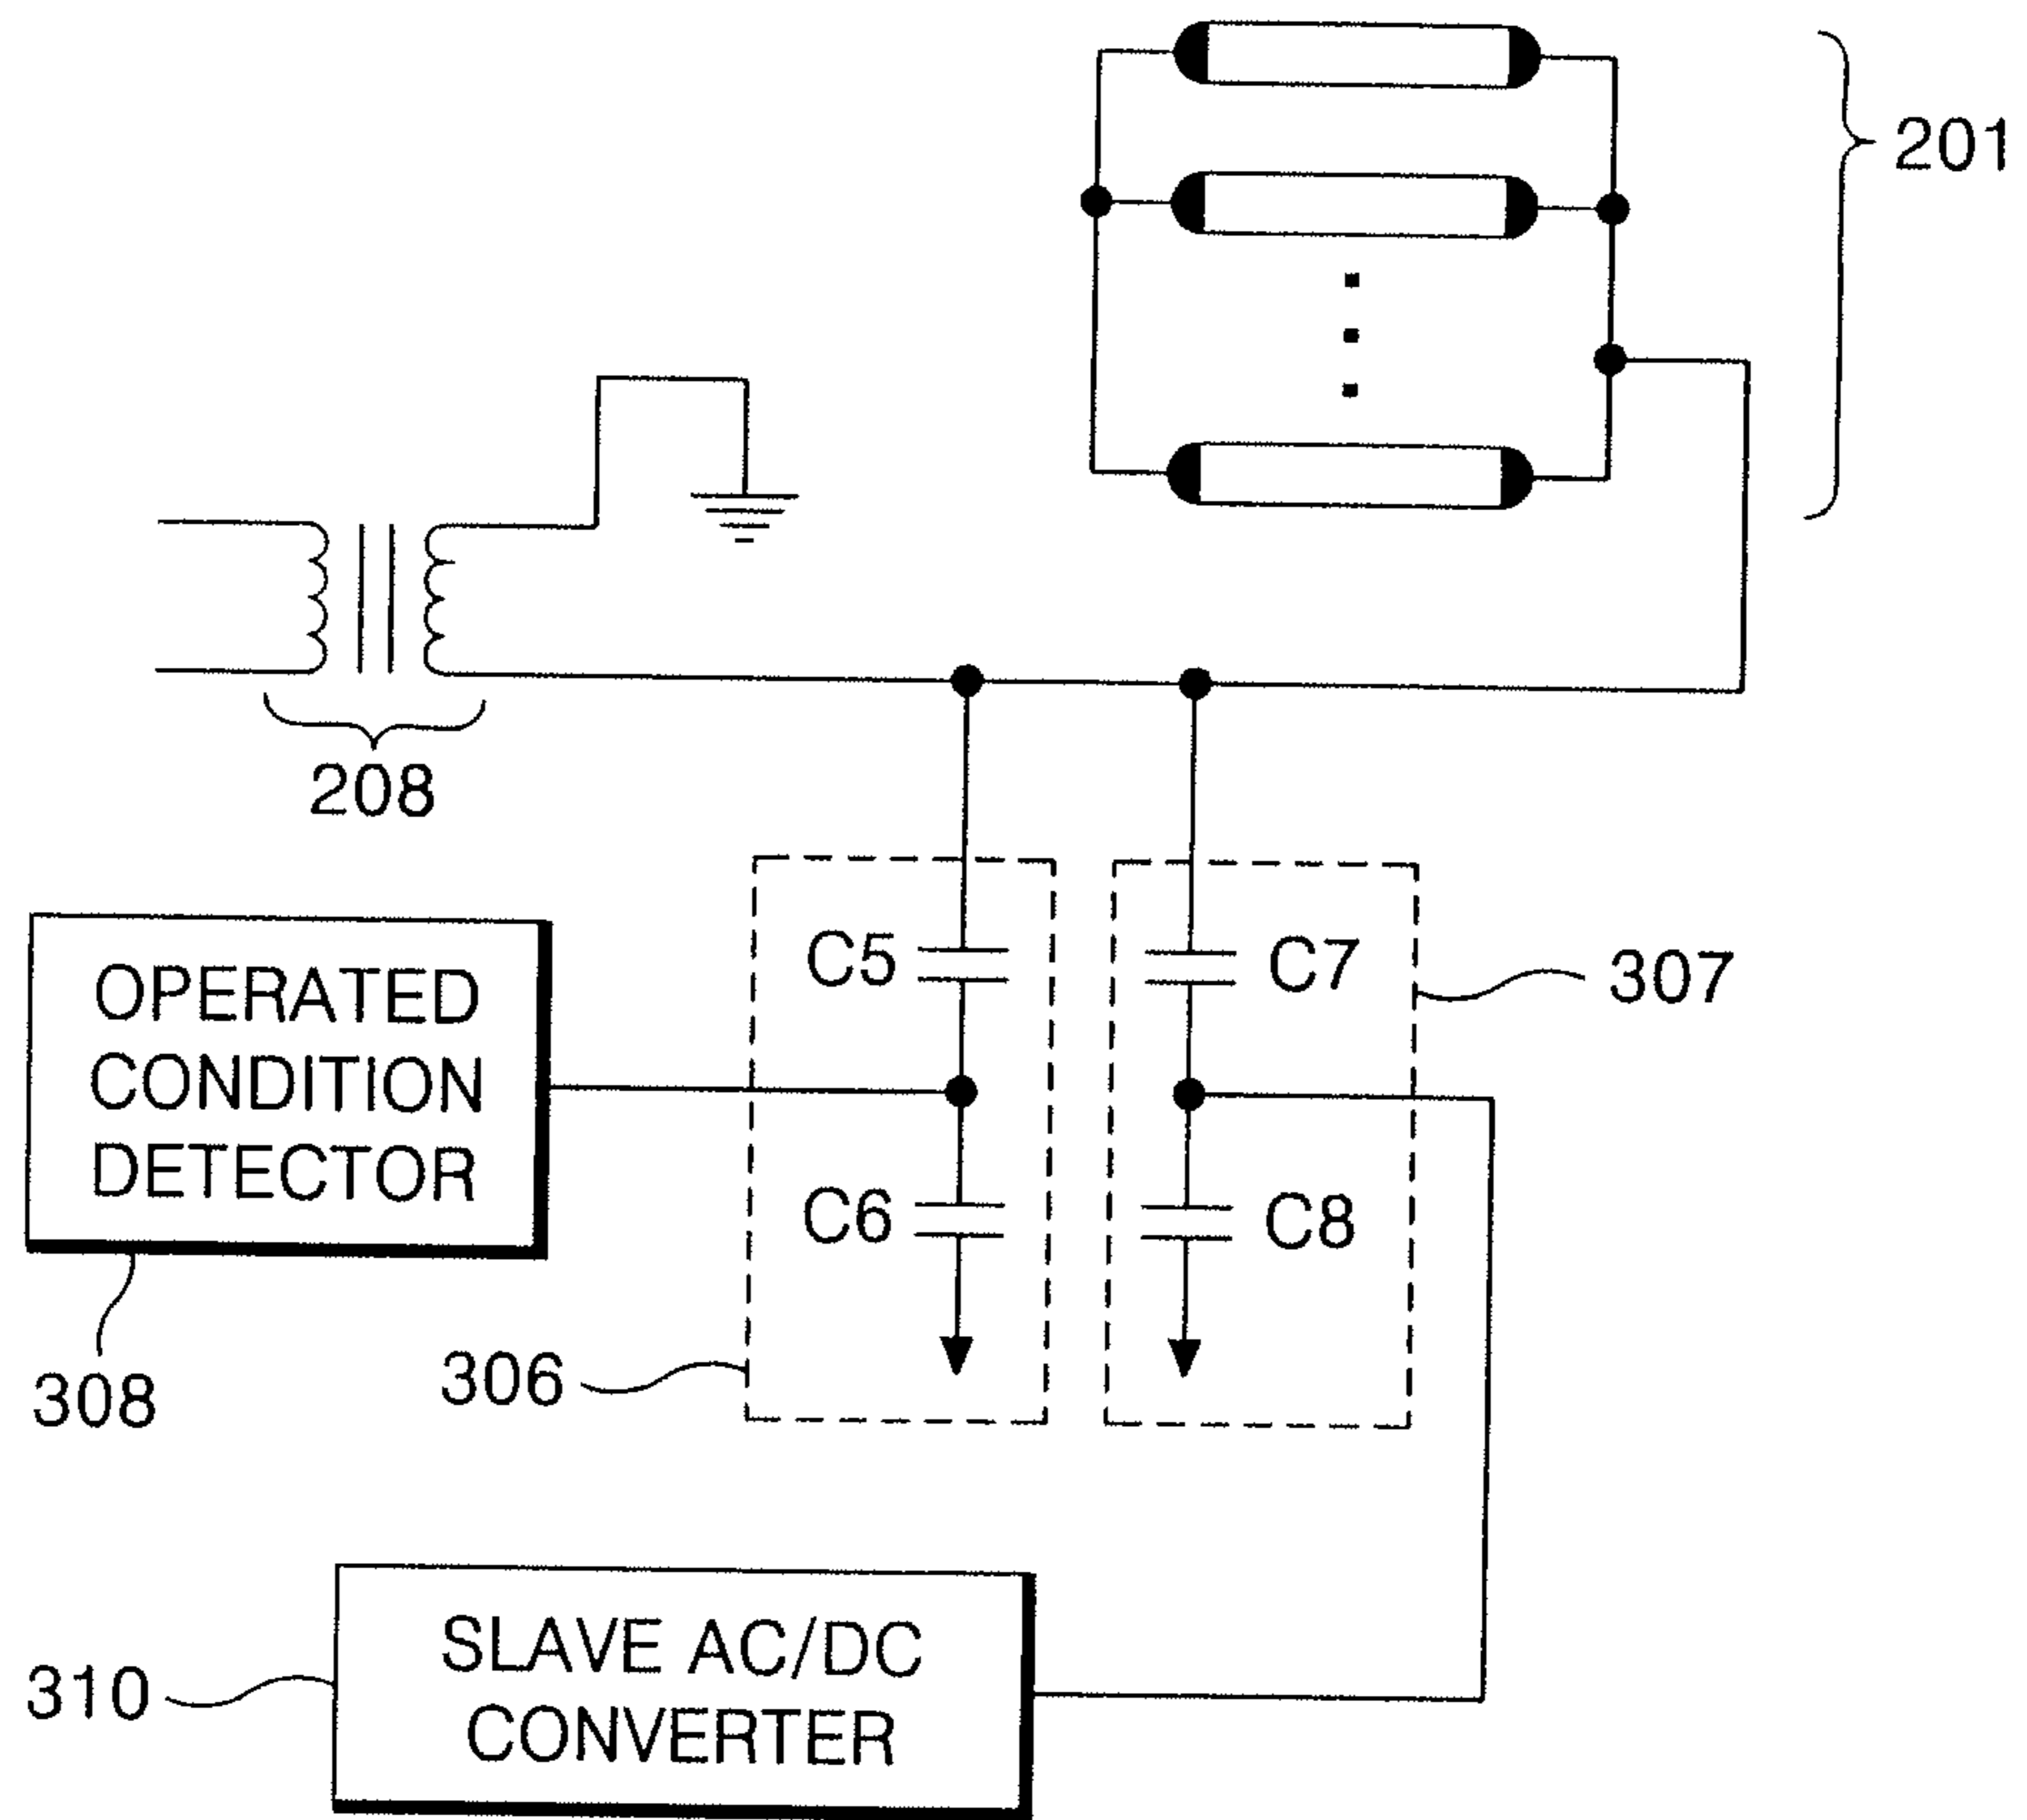 201
208
C5
C7
307
OPERATED
CONDITION
DETECTOR
C6
C8
306
308
SLAVE AC/DC
CONVERTER
310